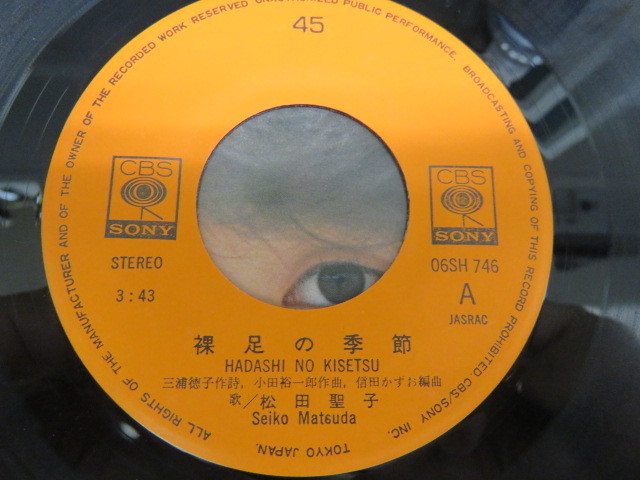 ALL RIGHTS OF THE MANUFACTURER AND OF THE OWNER OF THE RECORDED WORK RESERVED UNAUTHORIZED PUBLIC PERFORMANCE, BROADCASTING AND COPYING OF THIS RECORD PROHIBITED. CBS/SONY INC.
TOKYO JAPAN.
45
CBS
SONY
CBS
SONY
STEREO
06SH 746
3:43
A
JASRAC
裸足の季節
HADASHI NO KISETSU
三浦徳子作詩, 小田裕一郎作曲, 信田かずお編曲
歌/松田聖子
Seiko Matsuda